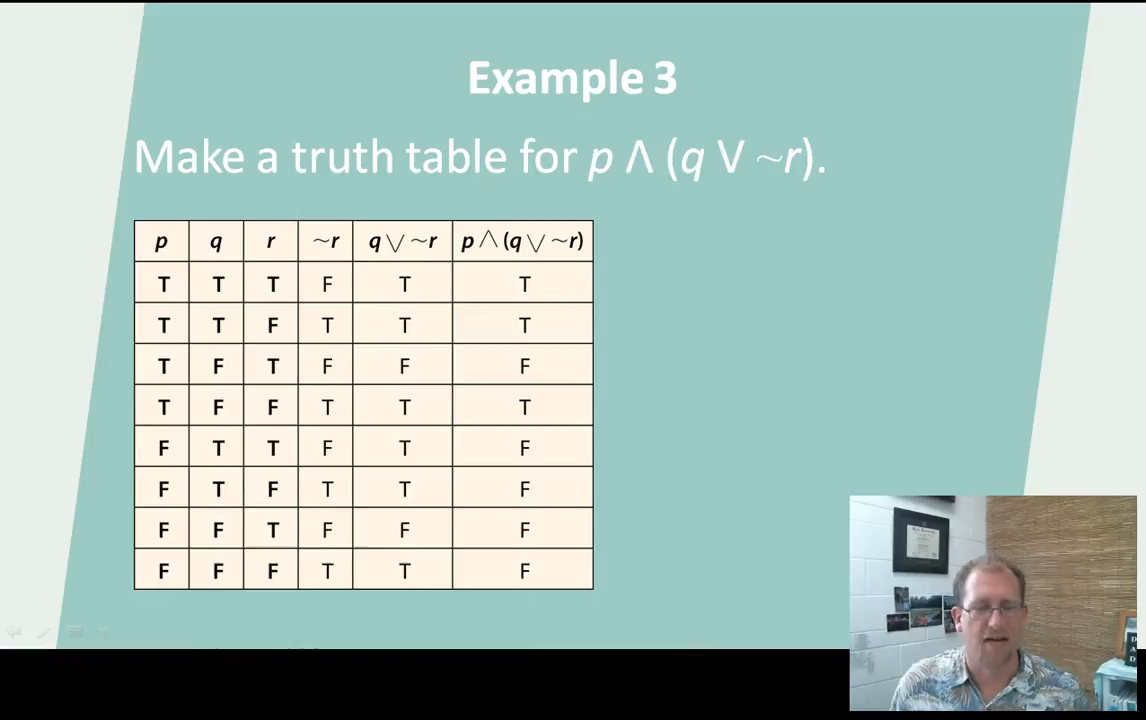 Example 3
Make a truth table for p ∧ (q ∨ ~r).
p q r ~r q ∨ ~r p ∧ (q ∨ ~r)
T T T F T T
T T F T T T
T F T F F F
T F F T T T
F T T F T F
F T F T T F
F F T F F F
F F F T T F
D
A
D